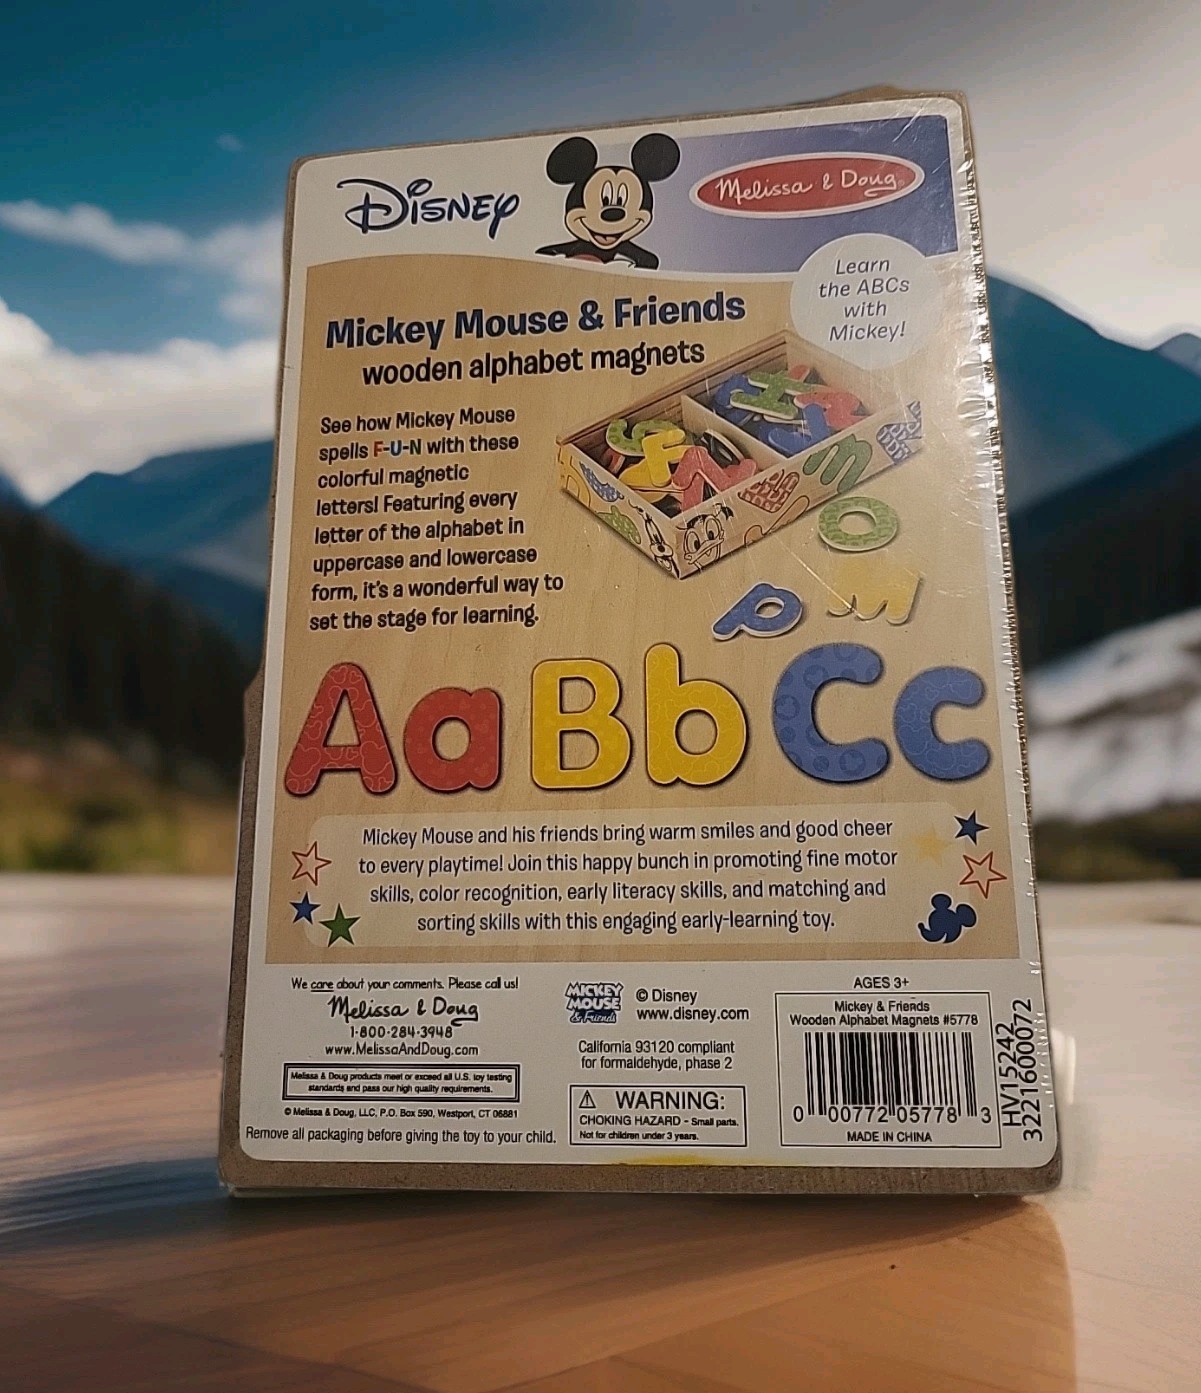 Disney
Melissa & Doug
Learn
the ABCs
with
Mickey!
Mickey Mouse & Friends
wooden alphabet magnets
See how Mickey Mouse
spells F-U-N with these
colorful magnetic
letters! Featuring every
letter of the alphabet in
uppercase and lowercase
form, it's a wonderful way to
set the stage for learning.
Aa Bb Cc
Mickey Mouse and his friends bring warm smiles and good cheer
to every playtime! Join this happy bunch in promoting fine motor
skills, color recognition, early literacy skills, and matching and
sorting skills with this engaging early-learning toy.
We care about your comments. Please call us!
Melissa & Doug
1-800-284-3948
www.MelissaAndDoug.com
Melissa & Doug products meet or exceed all U.S. toy testing
standards and pass our high quality requirements.
© Melissa & Doug, LLC, P.O. Box 590, Westport, CT 06881
Remove all packaging before giving the toy to your child.
MICKEY
MOUSE
& Friends
© Disney
www.disney.com
California 93120 compliant
for formaldehyde, phase 2
⚠ WARNING:
CHOKING HAZARD - Small parts.
Not for children under 3 years.
AGES 3+
Mickey & Friends
Wooden Alphabet Magnets #5778
0 00772 05778 3
MADE IN CHINA
HV15242
3221600072